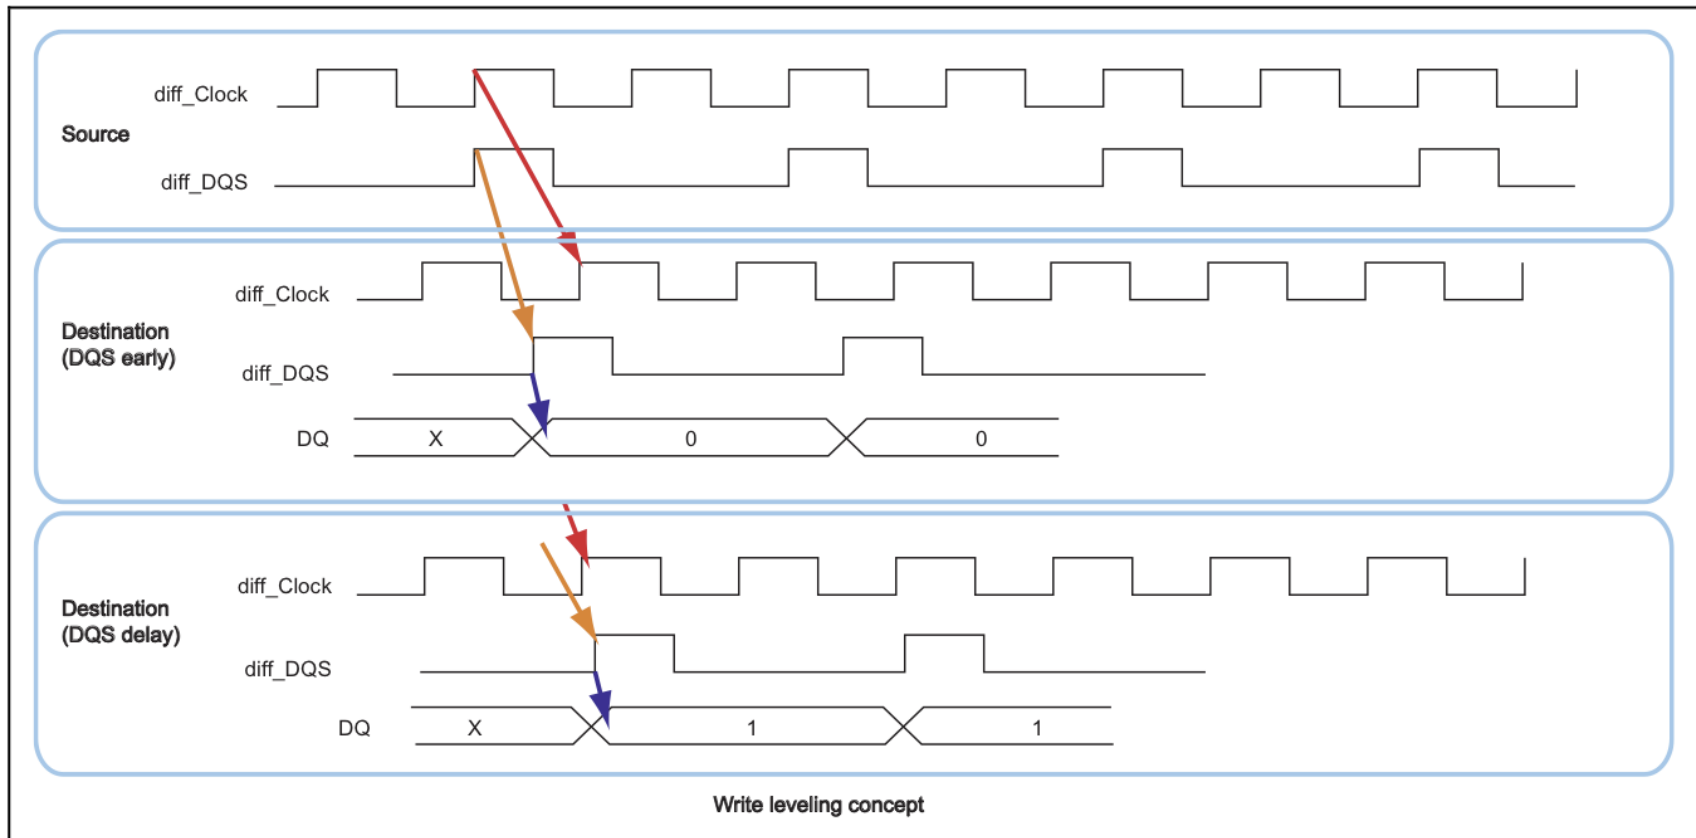 diff_Clock
Source
diff_DQS
diff_Clock
Destination
(DQS early)
diff_DQS
DQ X 0 0
diff_Clock
Destination
(DQS delay)
diff_DQS
DQ X 1 1
Write leveling concept